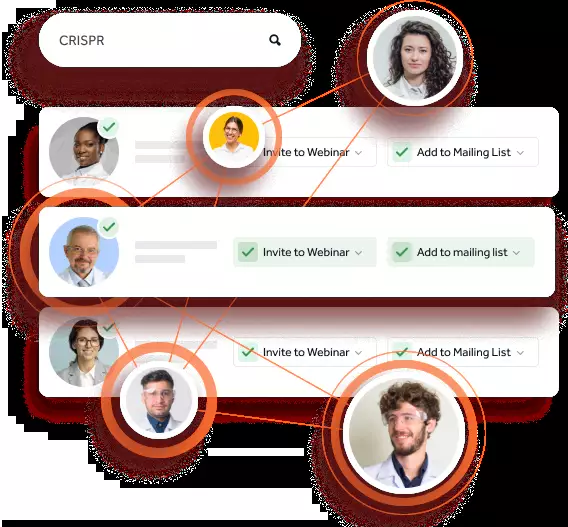 CRISPR
Invite to Webinar
Add to Mailing List
Invite to Webinar
Add to mailing list
Invite to Webinar
Add to Mailing List